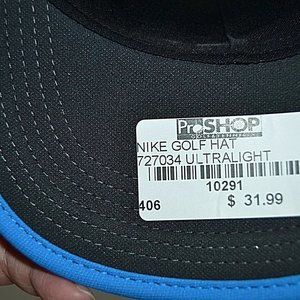 ProSHOP
NIKE GOLF HAT
727034 ULTRALIGHT
10291
406 $ 31.99